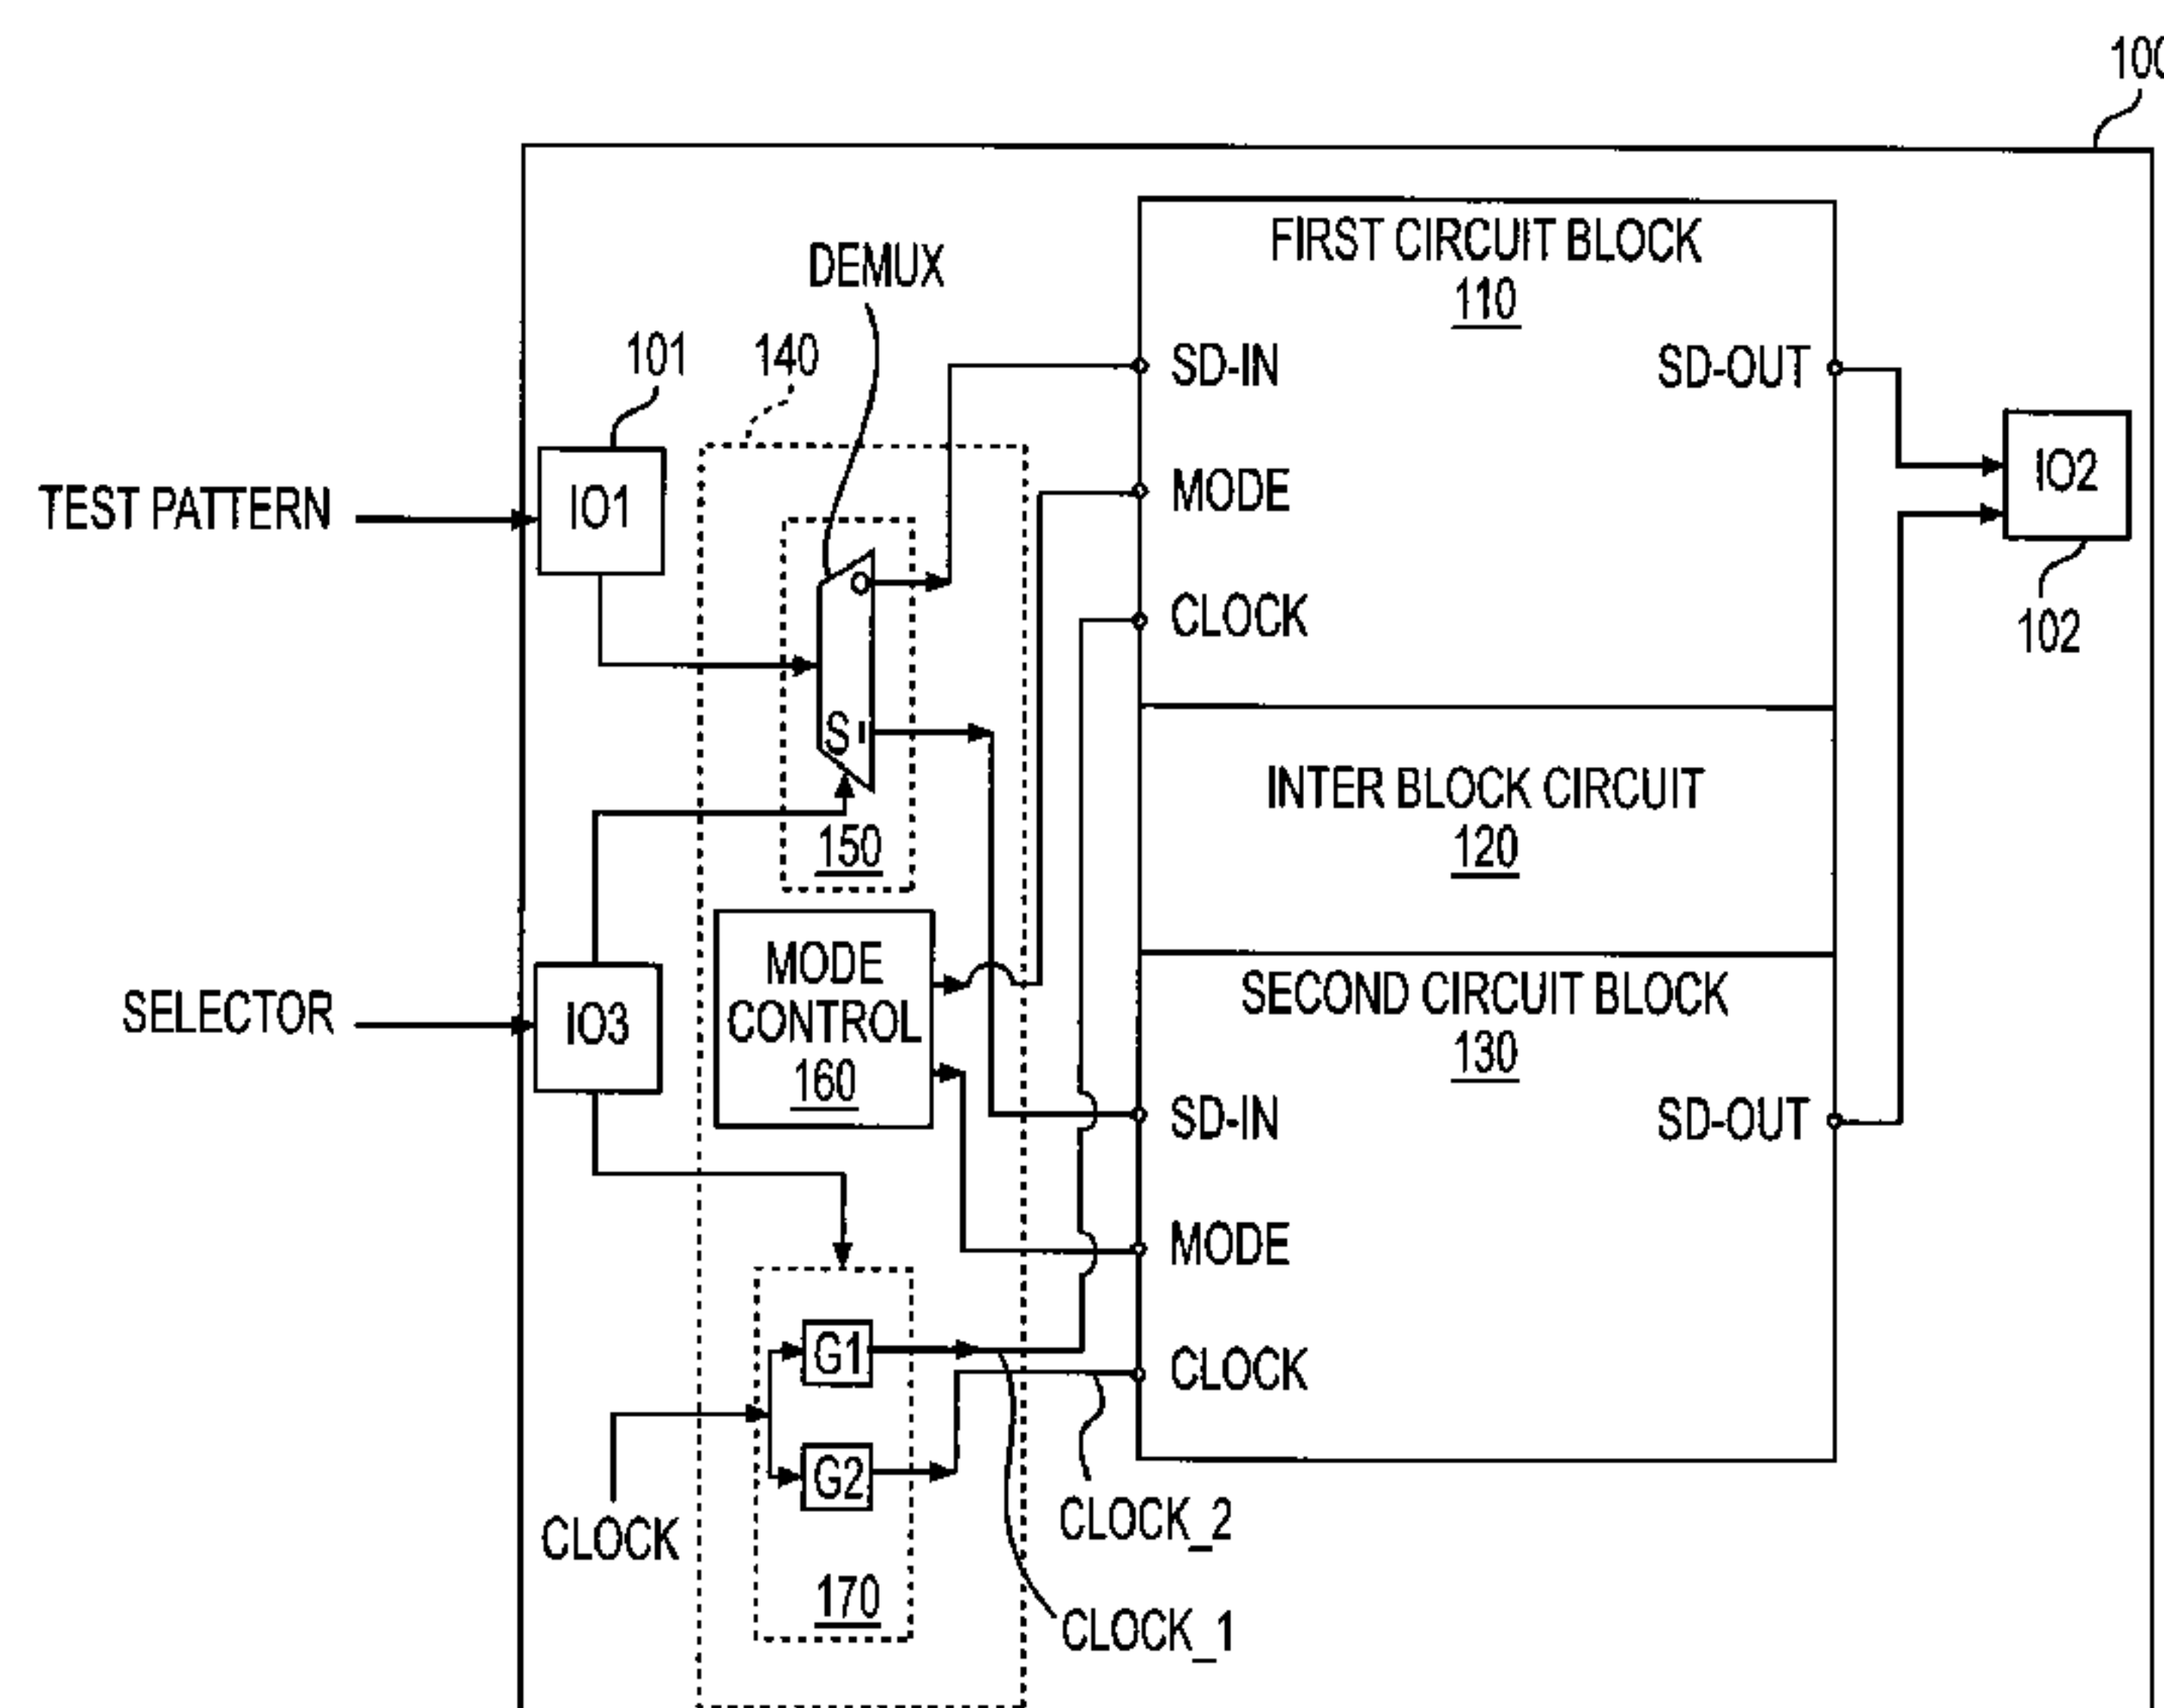 100
FIRST CIRCUIT BLOCK
110
DEMUX
101
140
SD-IN
SD-OUT
IO1
TEST PATTERN
MODE
IO2
CLOCK
102
S
INTER BLOCK CIRCUIT
120
150
MODE
CONTROL
160
SELECTOR
IO3
SECOND CIRCUIT BLOCK
130
SD-IN
SD-OUT
MODE
G1
CLOCK
G2
CLOCK
CLOCK_2
170
CLOCK_1